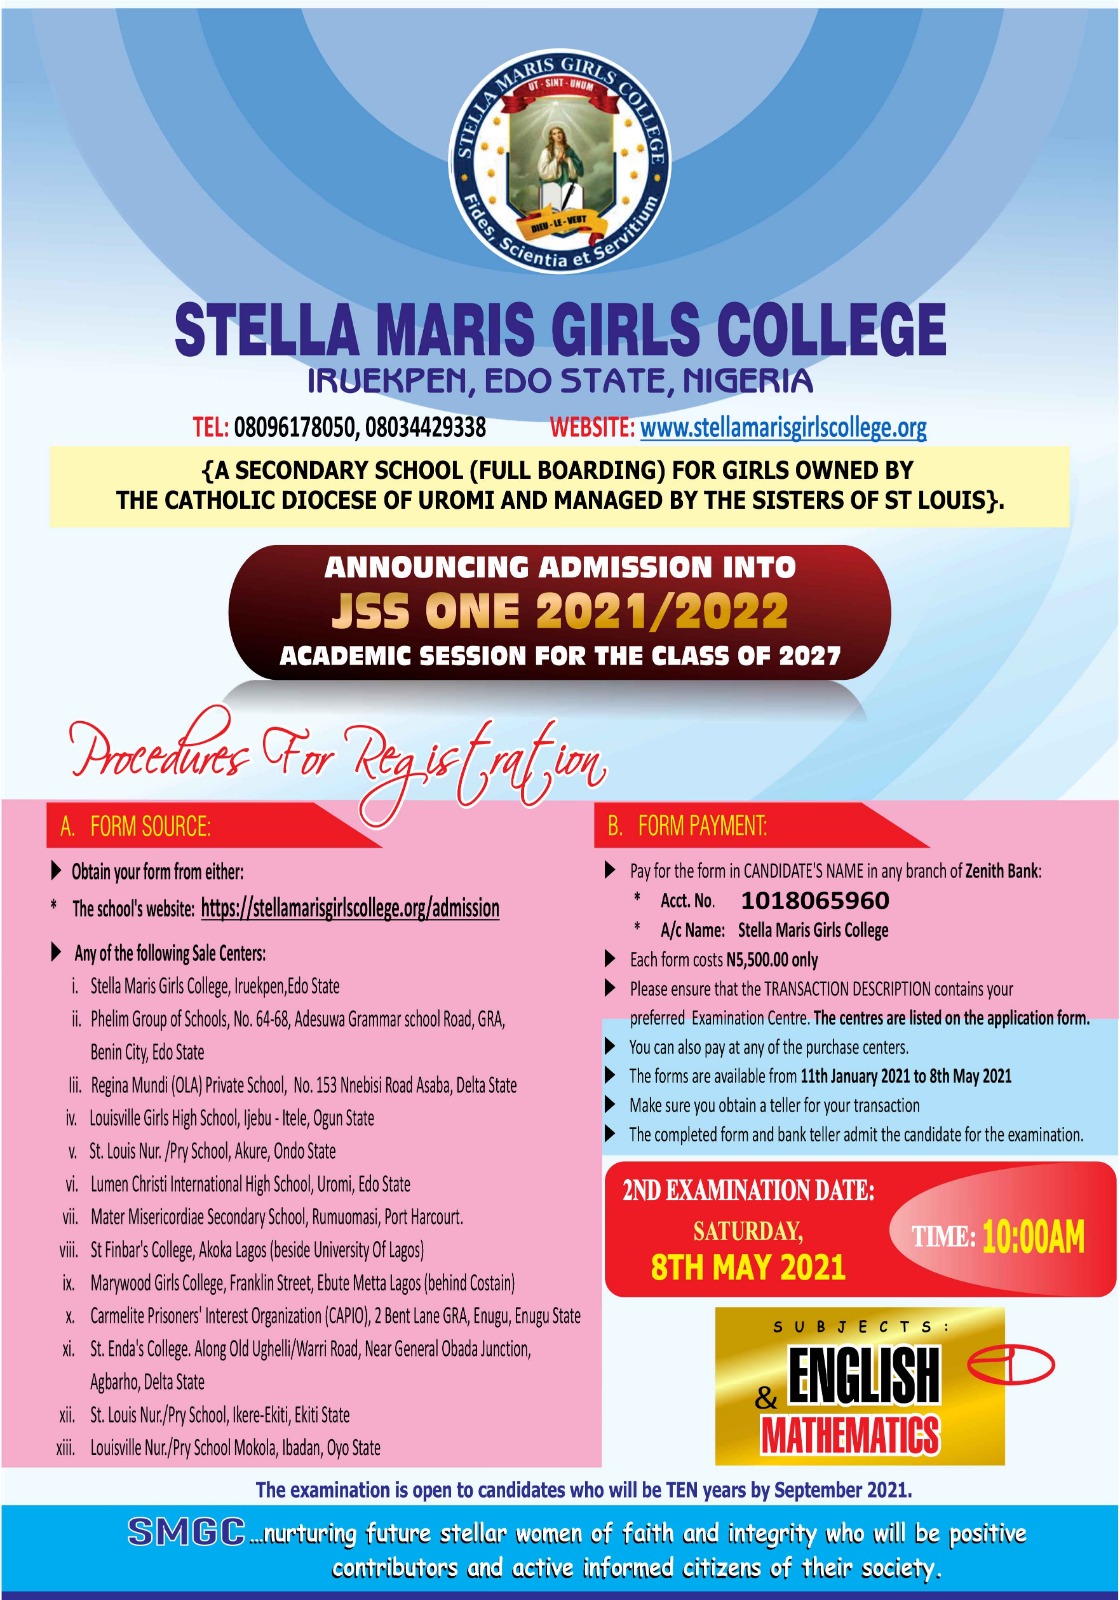 STELLA MARIS GIRLS COLLEGE
UT - SINT - UNUM
DIEU - LE - VEUT
Fides, Scientia et Servitium
STELLA MARIS GIRLS COLLEGE
IRUEKPEN, EDO STATE, NIGERIA
TEL: 08096178050, 08034429338 WEBSITE: www.stellamarisgirlscollege.org
{A SECONDARY SCHOOL (FULL BOARDING) FOR GIRLS OWNED BY
THE CATHOLIC DIOCESE OF UROMI AND MANAGED BY THE SISTERS OF ST LOUIS}.
ANNOUNCING ADMISSION INTO
JSS ONE 2021/2022
ACADEMIC SESSION FOR THE CLASS OF 2027
Procedures For Registration
A. FORM SOURCE:
Obtain your form from either:
* The school's website: https://stellamarisgirlscollege.org/admission
Any of the following Sale Centers:
i. Stella Maris Girls College, Iruekpen,Edo State
ii. Phelim Group of Schools, No. 64-68, Adesuwa Grammar school Road, GRA,
Benin City, Edo State
Iii. Regina Mundi (OLA) Private School, No. 153 Nnebisi Road Asaba, Delta State
iv. Louisville Girls High School, Ijebu - Itele, Ogun State
v. St. Louis Nur. /Pry School, Akure, Ondo State
vi. Lumen Christi International High School, Uromi, Edo State
vii. Mater Misericordiae Secondary School, Rumuomasi, Port Harcourt.
viii. St Finbar's College, Akoka Lagos (beside University Of Lagos)
ix. Marywood Girls College, Franklin Street, Ebute Metta Lagos (behind Costain)
x. Carmelite Prisoners' Interest Organization (CAPIO), 2 Bent Lane GRA, Enugu, Enugu State
xi. St. Enda's College. Along Old Ughelli/Warri Road, Near General Obada Junction,
Agbarho, Delta State
xii. St. Louis Nur./Pry School, Ikere-Ekiti, Ekiti State
xiii. Louisville Nur./Pry School Mokola, Ibadan, Oyo State
B. FORM PAYMENT:
Pay for the form in CANDIDATE'S NAME in any branch of Zenith Bank:
* Acct. No. 1018065960
* A/c Name: Stella Maris Girls College
Each form costs N5,500.00 only
Please ensure that the TRANSACTION DESCRIPTION contains your
preferred Examination Centre. The centres are listed on the application form.
You can also pay at any of the purchase centers.
The forms are available from 11th January 2021 to 8th May 2021
Make sure you obtain a teller for your transaction
The completed form and bank teller admit the candidate for the examination.
2ND EXAMINATION DATE:
SATURDAY,
8TH MAY 2021
TIME: 10:00AM
SUBJECTS:
ENGLISH
& MATHEMATICS
The examination is open to candidates who will be TEN years by September 2021.
SMGC ...nurturing future stellar women of faith and integrity who will be positive
contributors and active informed citizens of their society.